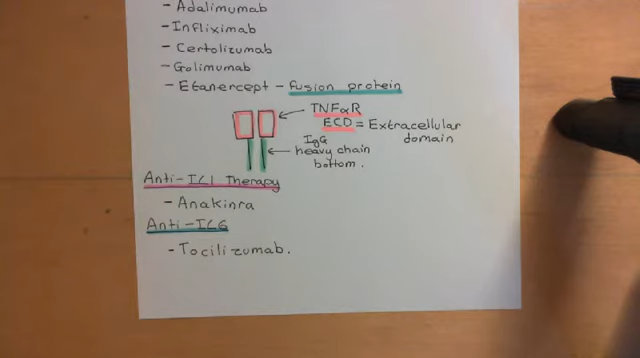 - Adalimumab
- Infliximab
- Certolizumab
- Golimumab
- Etanercept - fusion protein
TNFαR
ECD = Extracellular domain
IgG
heavy chain
bottom.
Anti-IL1 Therapy
- Anakinra
Anti-IL6
- Tocilizumab.